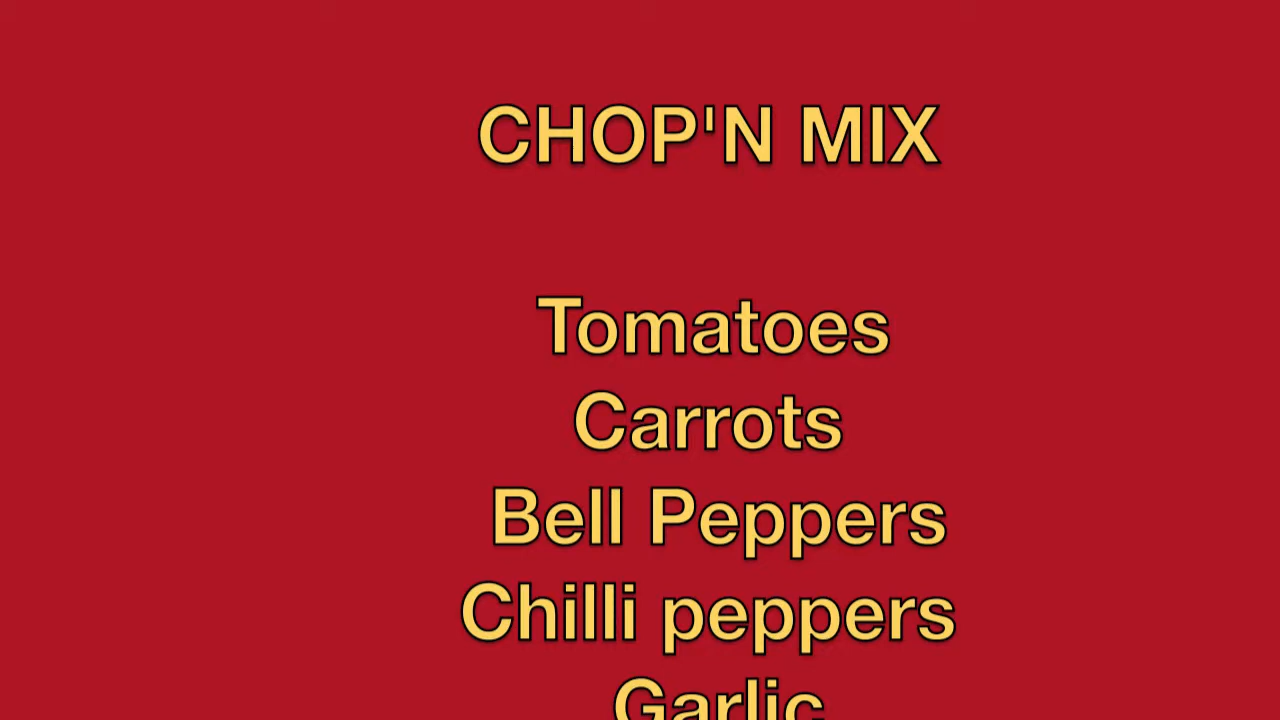 CHOP'N MIX
Tomatoes
Carrots
Bell Peppers
Chilli peppers
Garlic